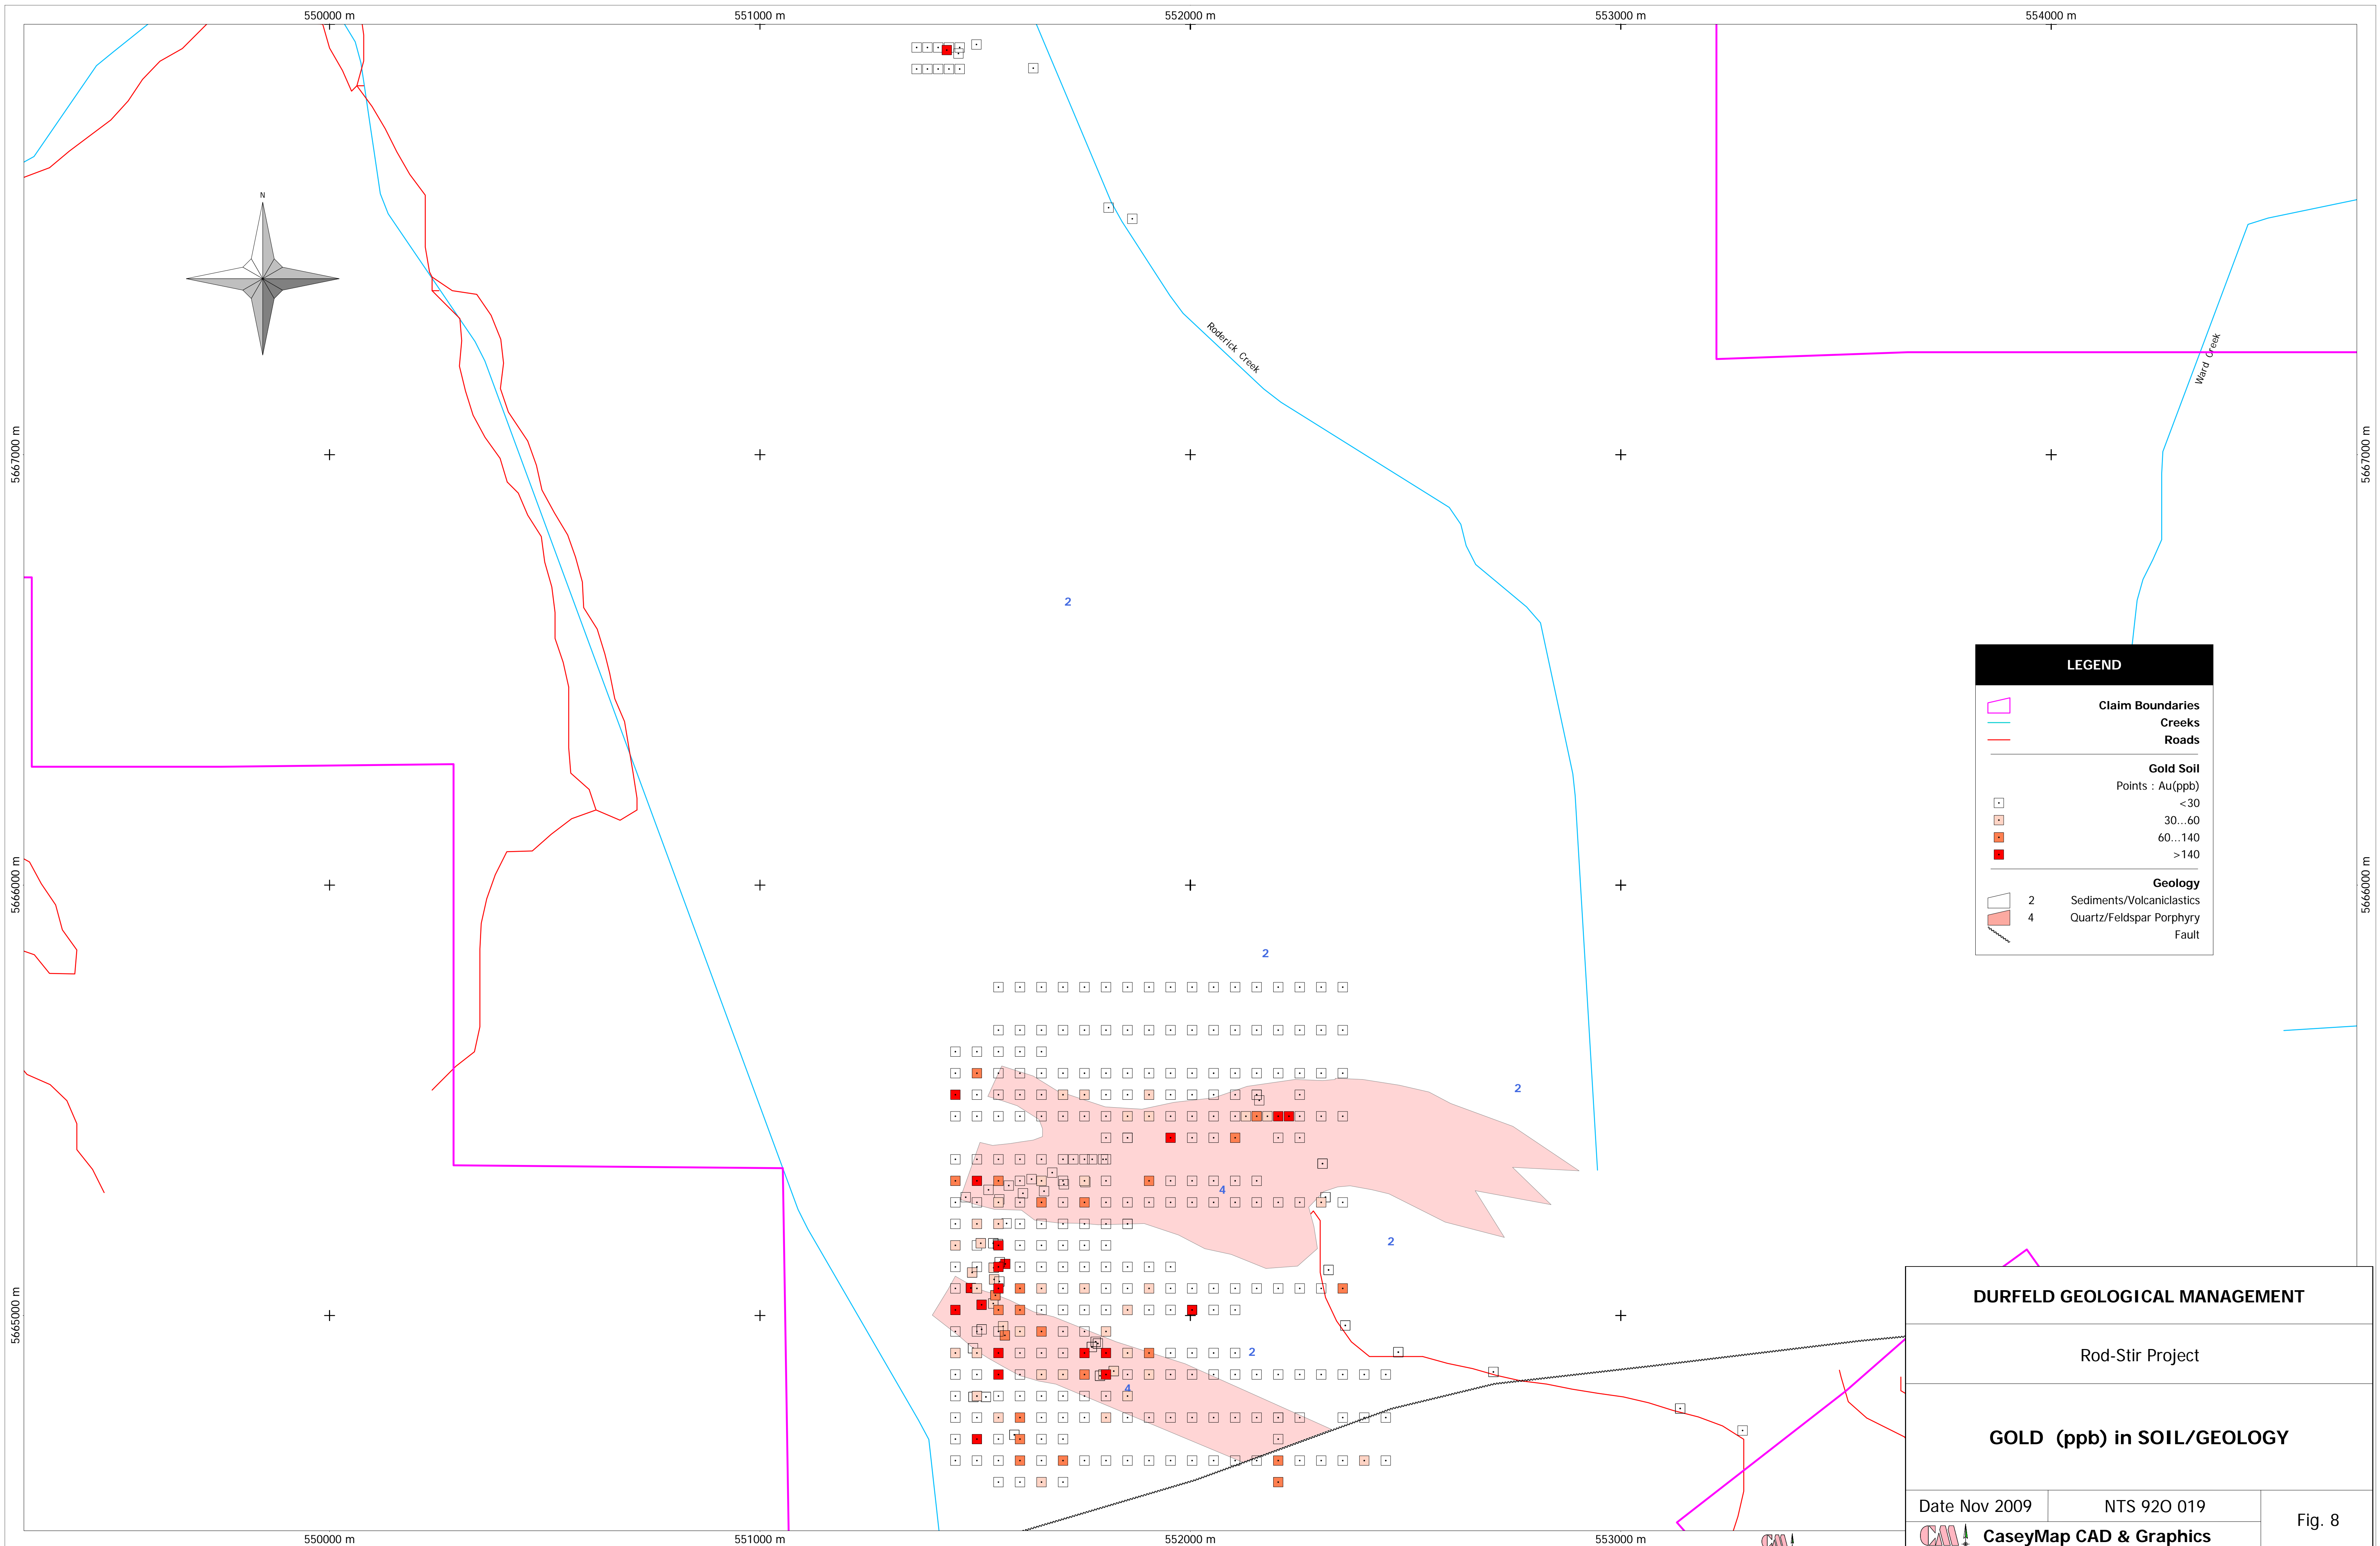 550000 m
551000 m
552000 m
553000 m
554000 m
N
Roderick Creek
Ward Creek
5667000 m
5667000 m
2
LEGEND
Claim Boundaries
Creeks
Roads
Gold Soil
Points : Au(ppb)
<30
30...60
60...140
>140
Geology
2 Sediments/Volcaniclastics
4 Quartz/Feldspar Porphyry
Fault
5666000 m
5666000 m
2
2
4
2
5665000 m
2
4
DURFELD GEOLOGICAL MANAGEMENT
Rod-Stir Project
GOLD (ppb) in SOIL/GEOLOGY
Date Nov 2009
NTS 92O 019
Fig. 8
CaseyMap CAD & Graphics
550000 m
551000 m
552000 m
553000 m